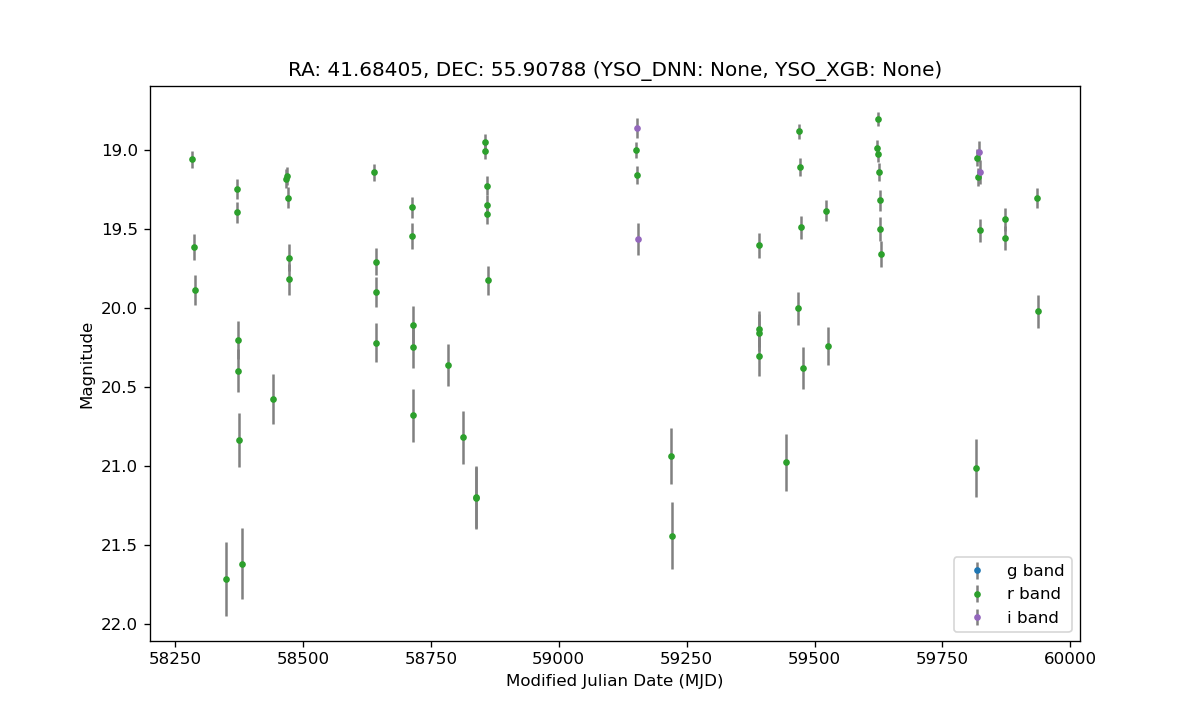 RA: 41.68405, DEC: 55.90788 (YSO_DNN: None, YSO_XGB: None)
19.0
19.5
20.0
20.5
21.0
21.5
22.0
Magnitude
g band
r band
i band
58250 58500 58750 59000 59250 59500 59750 60000
Modified Julian Date (MJD)